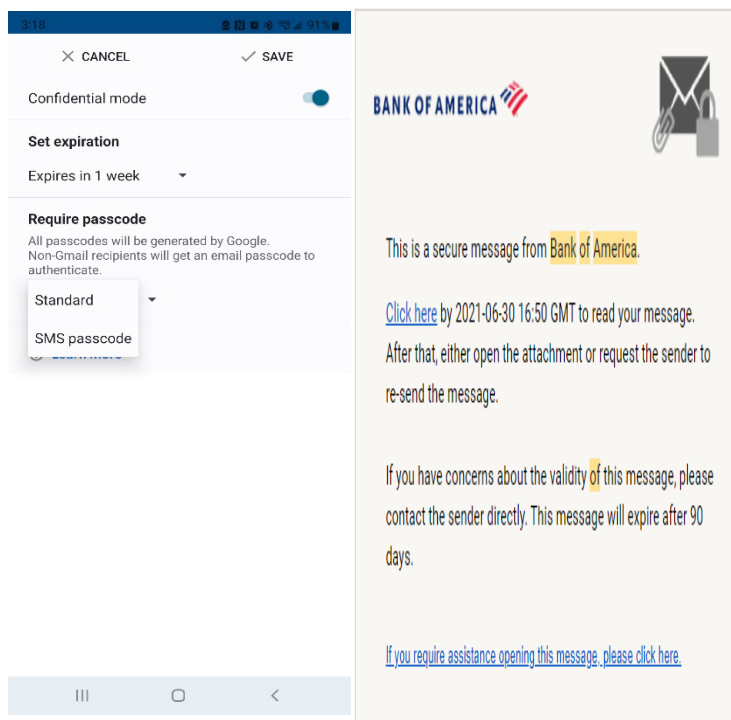 3:18
91%
CANCEL
SAVE
Confidential mode
Set expiration
Expires in 1 week
Require passcode
All passcodes will be generated by Google.
Non-Gmail recipients will get an email passcode to
authenticate.
Standard
SMS passcode
Learn more
BANK OF AMERICA
This is a secure message from Bank of America.
Click here by 2021-06-30 16:50 GMT to read your message.
After that, either open the attachment or request the sender to
re-send the message.
If you have concerns about the validity of this message, please
contact the sender directly. This message will expire after 90
days.
If you require assistance opening this message, please click here.